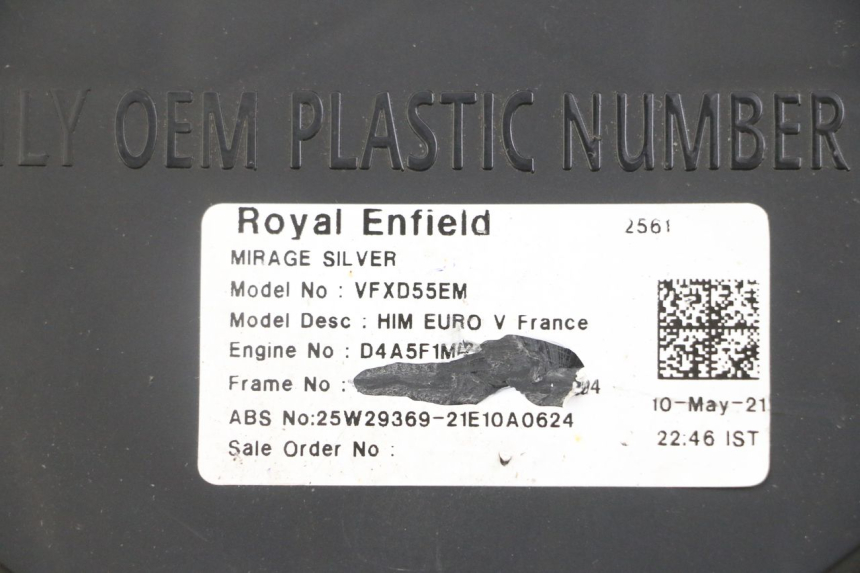 LY OEM PLASTIC NUMBER
Royal Enfield 2561
MIRAGE SILVER
Model No : VFXD55EM
Model Desc : HIM EURO V France
Engine No : D4A5F1M
Frame No :
ABS No:25W29369-21E10A0624
10-May-21
Sale Order No :
22:46 IST